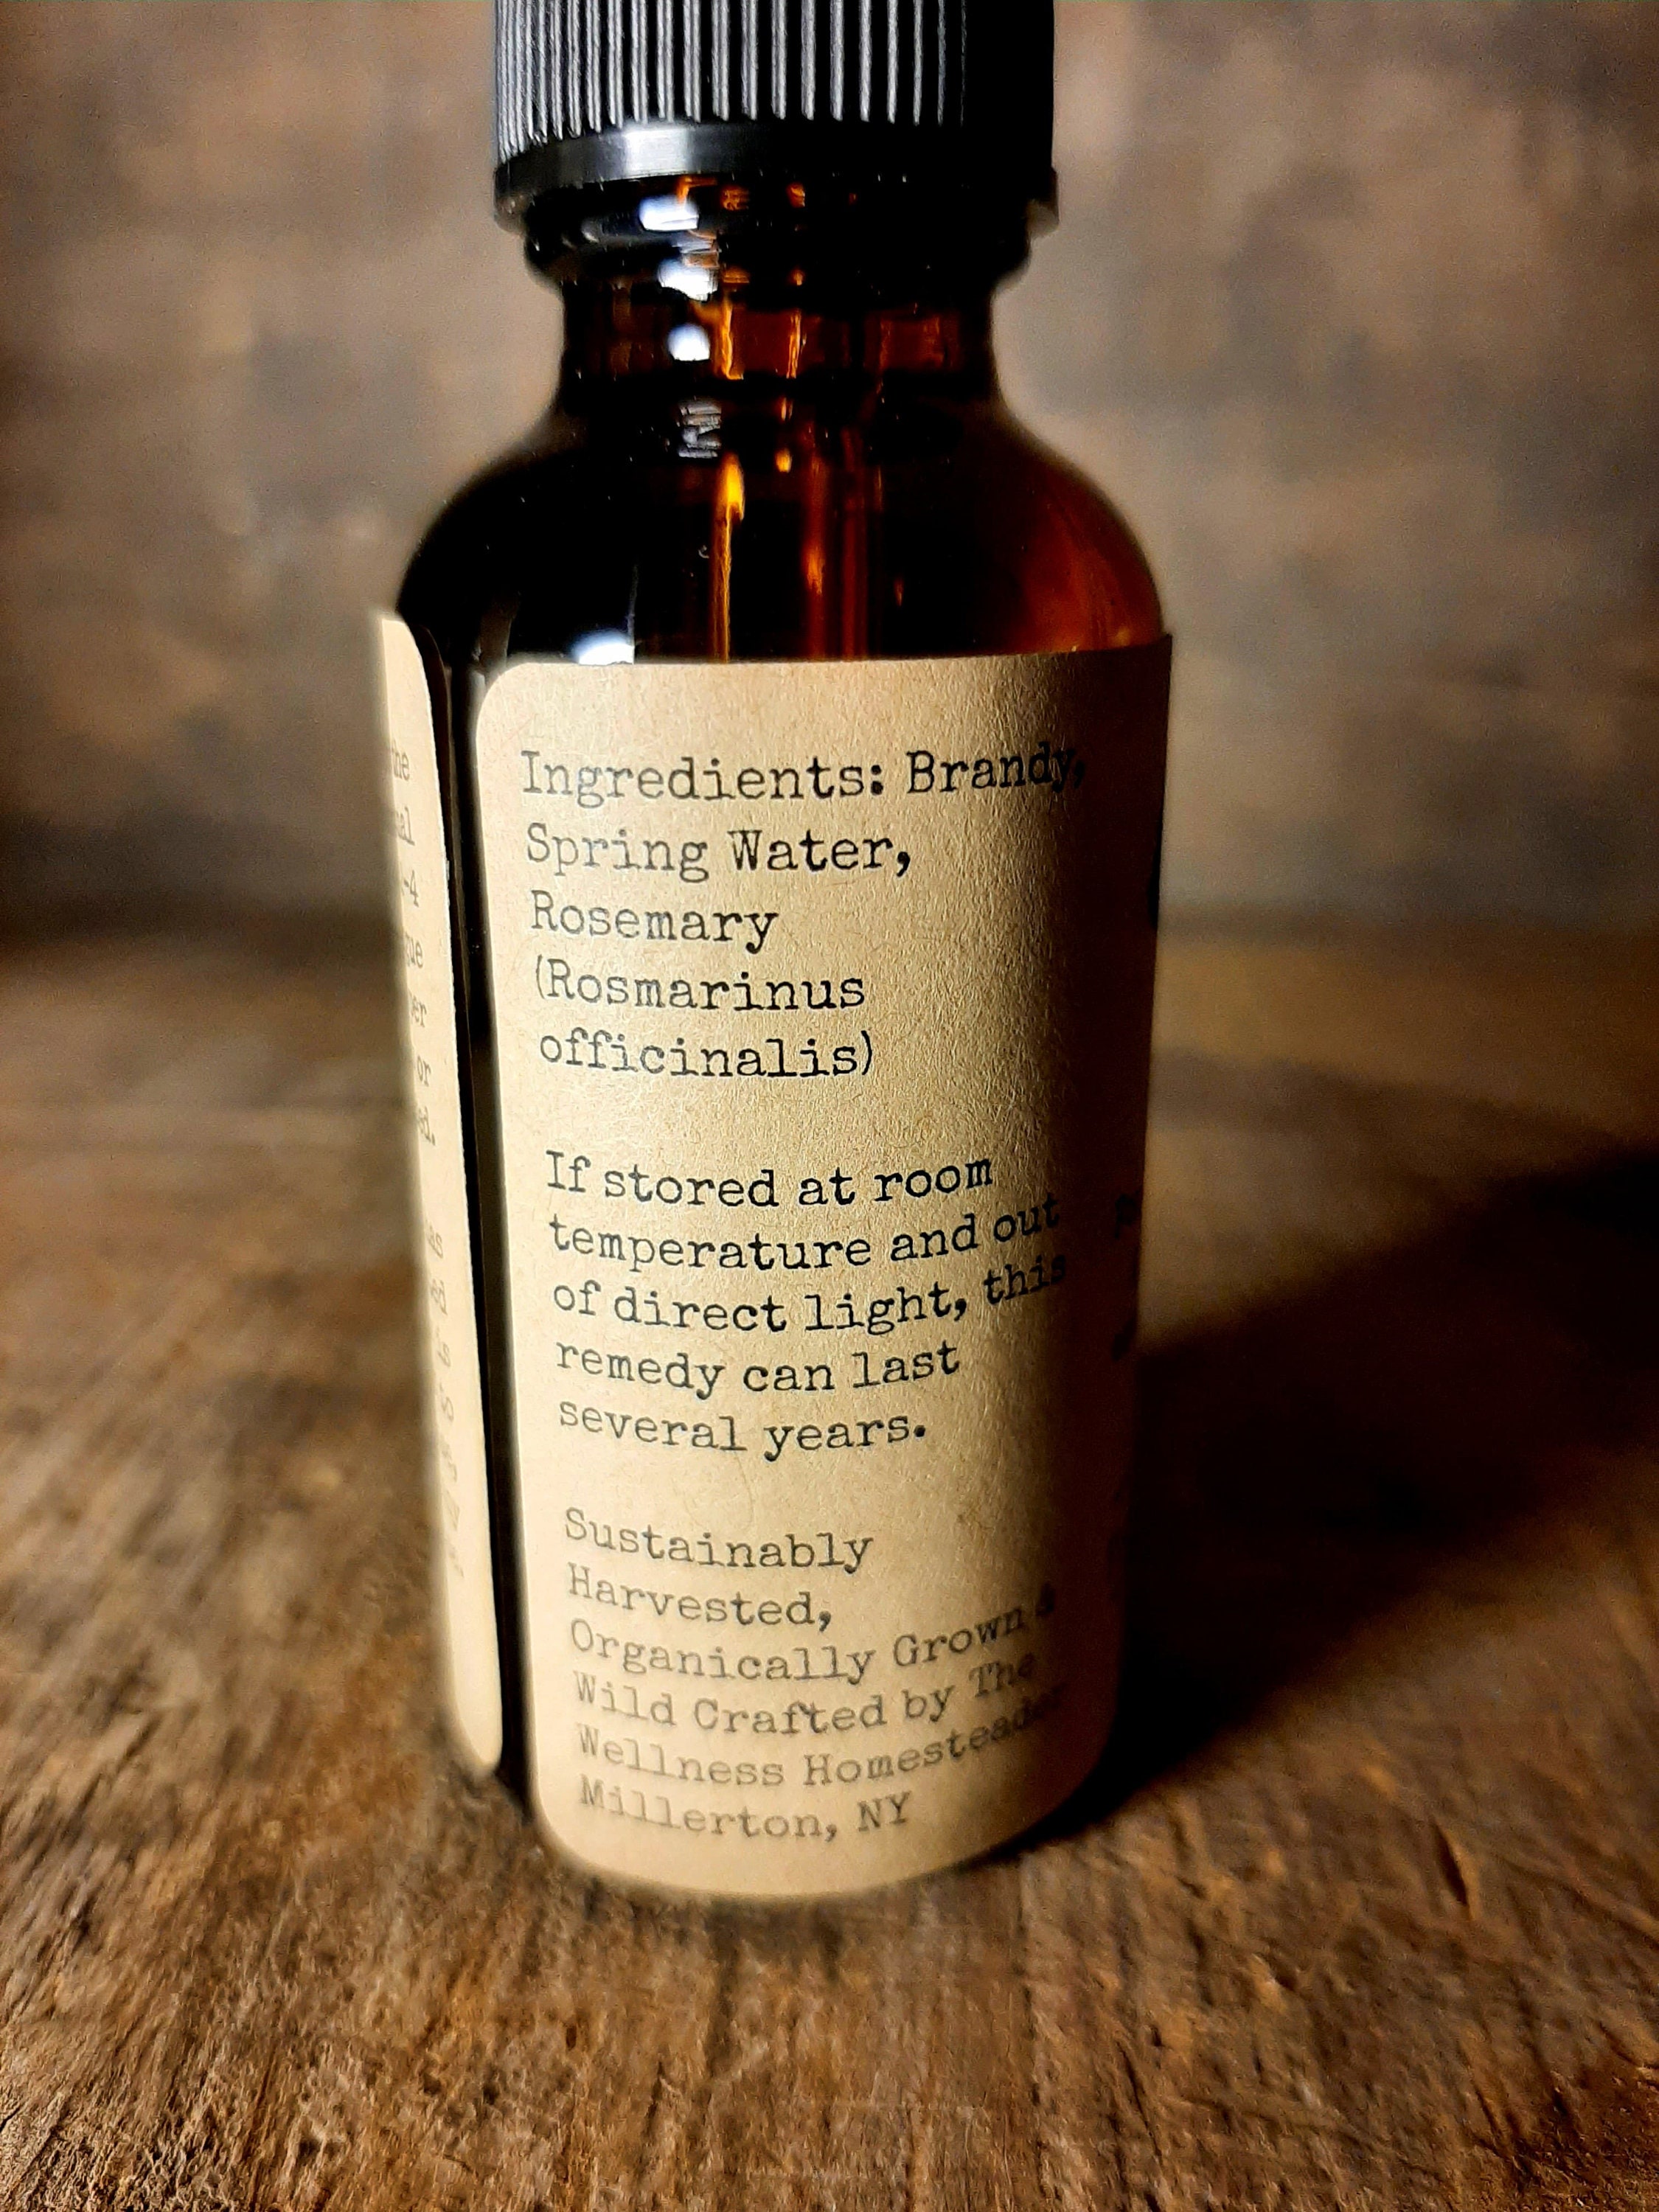 Ingredients: Brandy,
Spring Water,
Rosemary
(Rosmarinus
officinalis)
If stored at room
temperature and out
of direct light, this
remedy can last
several years.
Sustainably
Harvested,
Organically Grown &
Wild Crafted by The
Wellness Homesteader
Millerton, NY